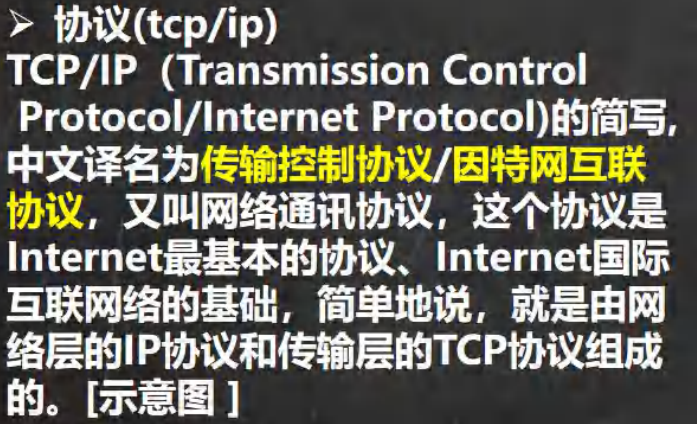 ➢ 协议(tcp/ip)
TCP/IP（Transmission Control
Protocol/Internet Protocol)的简写,
中文译名为传输控制协议/因特网互联
协议，又叫网络通讯协议，这个协议是
Internet最基本的协议、Internet国际
互联网络的基础，简单地说，就是由网
络层的IP协议和传输层的TCP协议组成
的。[示意图 ]